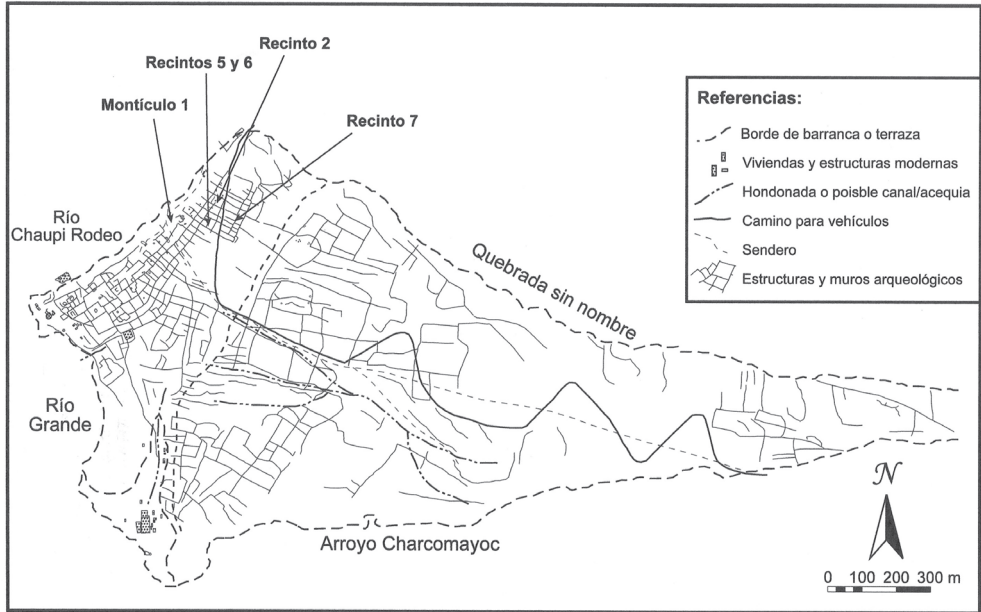 Recinto 2
Recintos 5 y 6
Montículo 1
Recinto 7
Río
Chaupi Rodeo
Quebrada sin nombre
Río
Grande
Arroyo Charcomayoc
Referencias:
Borde de barranca o terraza
Viviendas y estructuras modernas
Hondonada o poisble canal/acequia
Camino para vehículos
Sendero
Estructuras y muros arqueológicos
N
0 100 200 300 m